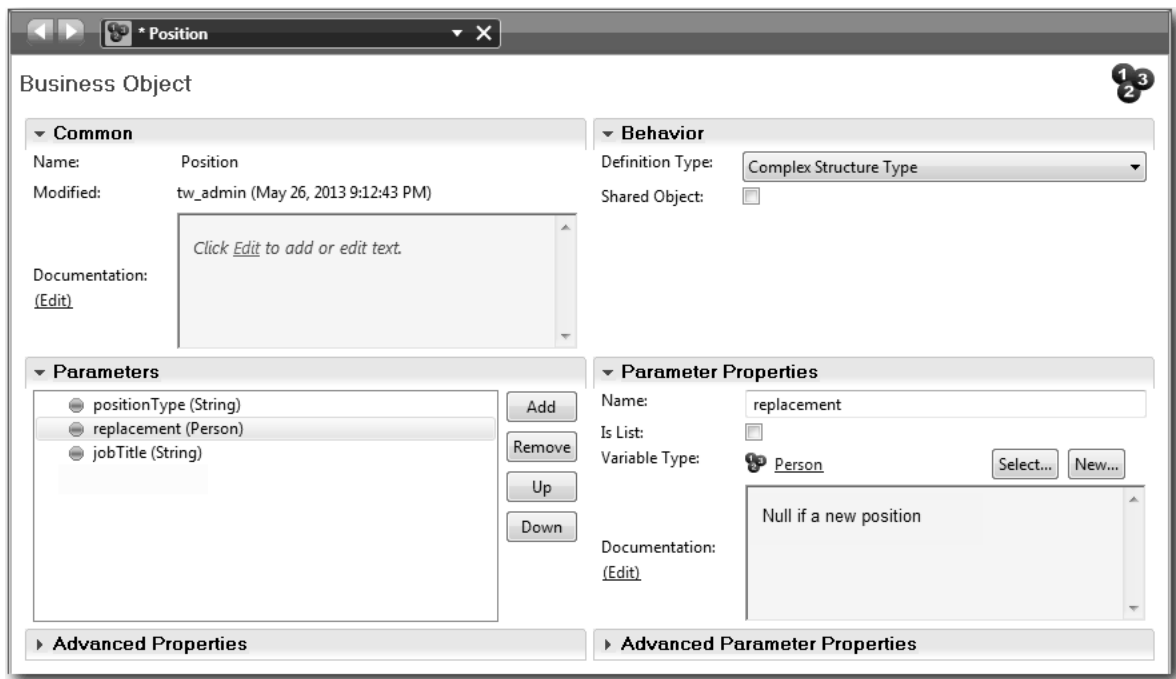 * Position
Business Object
1 3
2
Common
Name: Position
Modified: tw_admin (May 26, 2013 9:12:43 PM)
Click Edit to add or edit text.
Documentation:
(Edit)
Behavior
Definition Type: Complex Structure Type
Shared Object:
Parameters
positionType (String)
replacement (Person)
jobTitle (String)
Add
Remove
Up
Down
Parameter Properties
Name: replacement
Is List:
Variable Type: Person Select... New...
Null if a new position
Documentation:
(Edit)
Advanced Properties
Advanced Parameter Properties